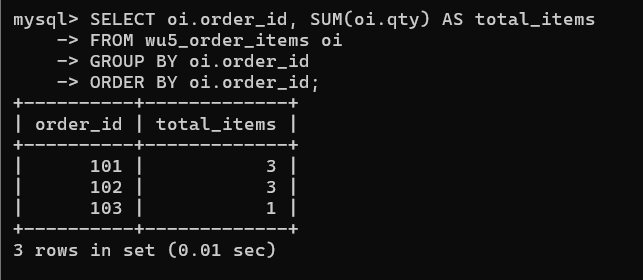 mysql> SELECT oi.order_id, SUM(oi.qty) AS total_items
    -> FROM wu5_order_items oi
    -> GROUP BY oi.order_id
    -> ORDER BY oi.order_id;
+----------+-------------+
| order_id | total_items |
+----------+-------------+
|      101 |           3 |
|      102 |           3 |
|      103 |           1 |
+----------+-------------+
3 rows in set (0.01 sec)